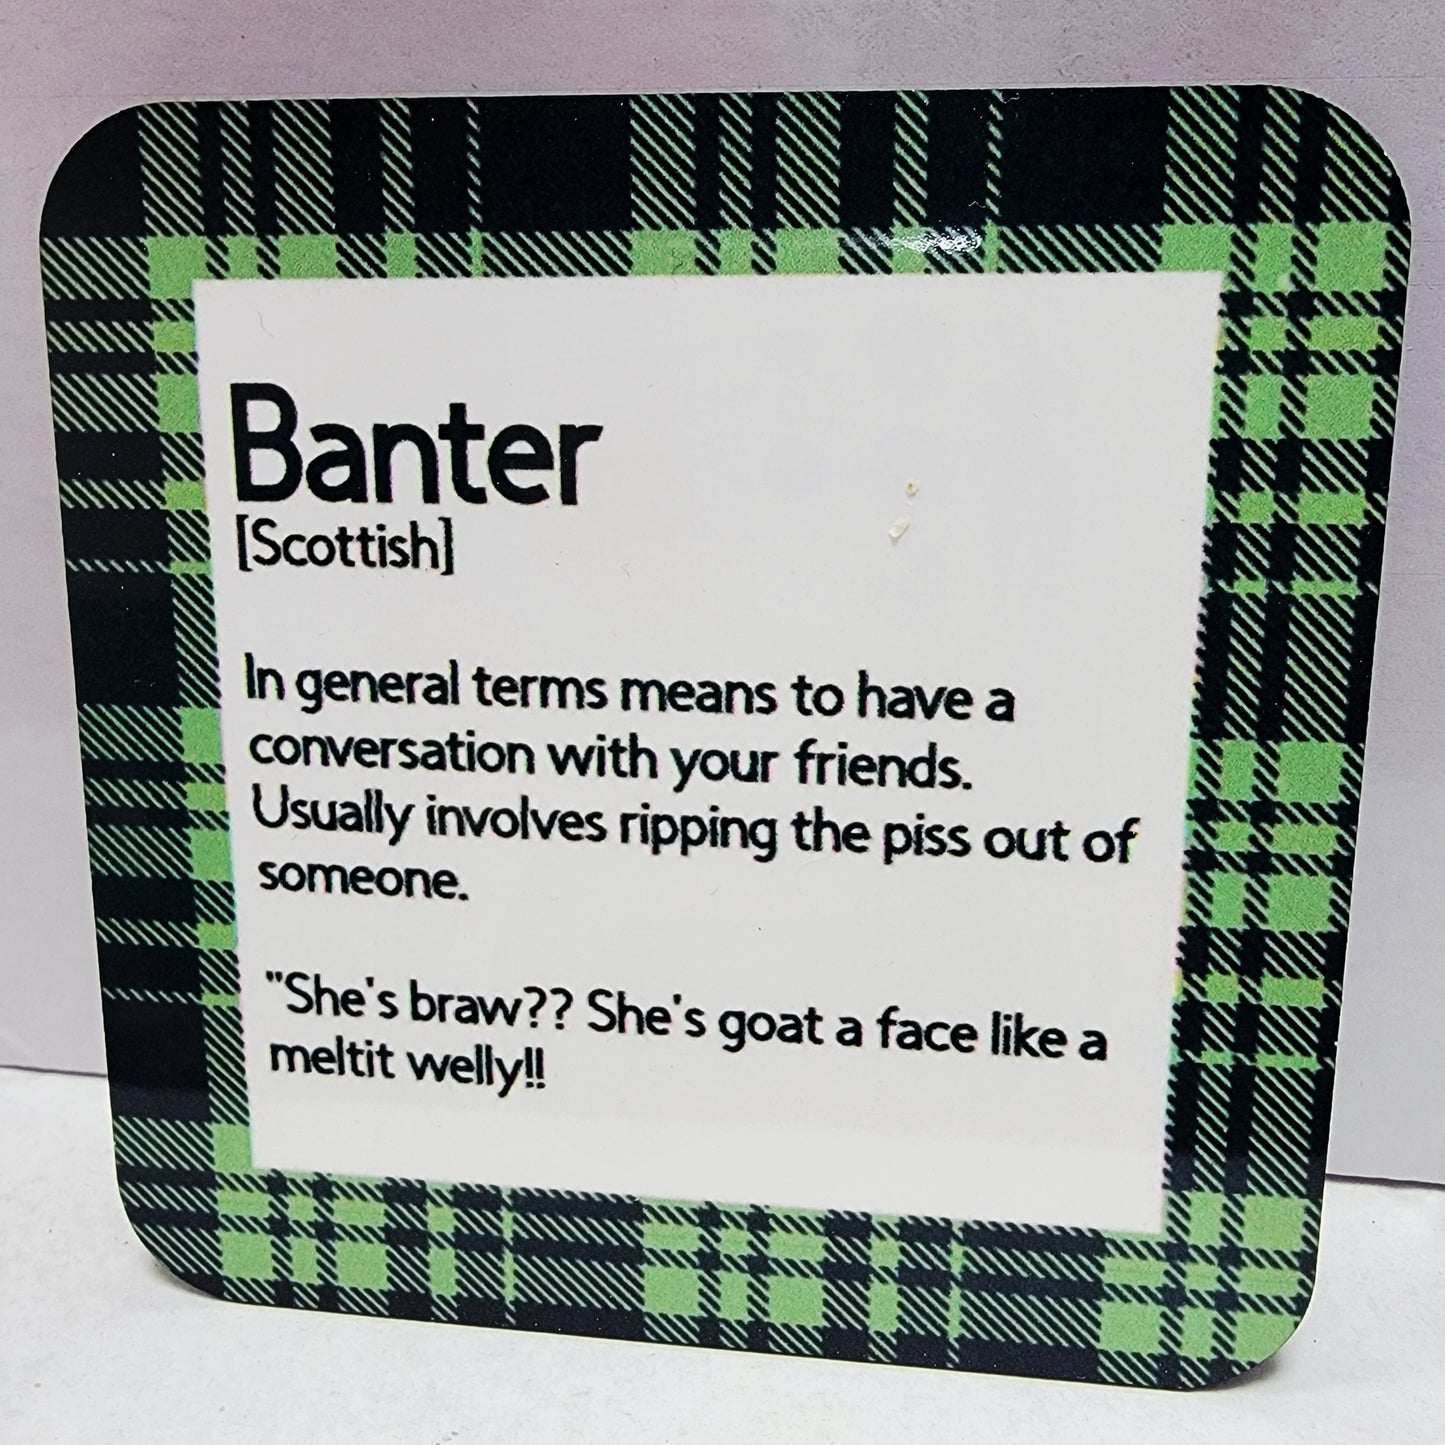 Banter
[Scottish]
In general terms means to have a
conversation with your friends.
Usually involves ripping the piss out of
someone.
"She's braw?? She's goat a face like a
meltit welly!!